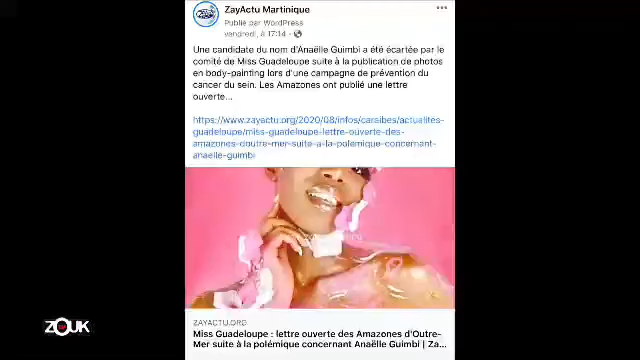 ZayActu Martinique
Publié par WordPress
vendredi, à 17:14 ·
Une candidate du nom d'Anaëlle Guimbi a été écartée par le
comité de Miss Guadeloupe suite à la publication de photos
en body-painting lors d'une campagne de prévention du
cancer du sein. Les Amazones ont publié une lettre
ouverte...
https://www.zayactu.org/2020/08/infos/caraibes/actualites-
guadeloupe/miss-guadeloupe-lettre-ouverte-des-
amazones-doutre-mer-suite-a-la-polemique-concernant-
anaelle-guimbi
ZAYACTU.ORG
Miss Guadeloupe : lettre ouverte des Amazones d'Outre-
Mer suite à la polémique concernant Anaëlle Guimbi | Za...
ZOUK